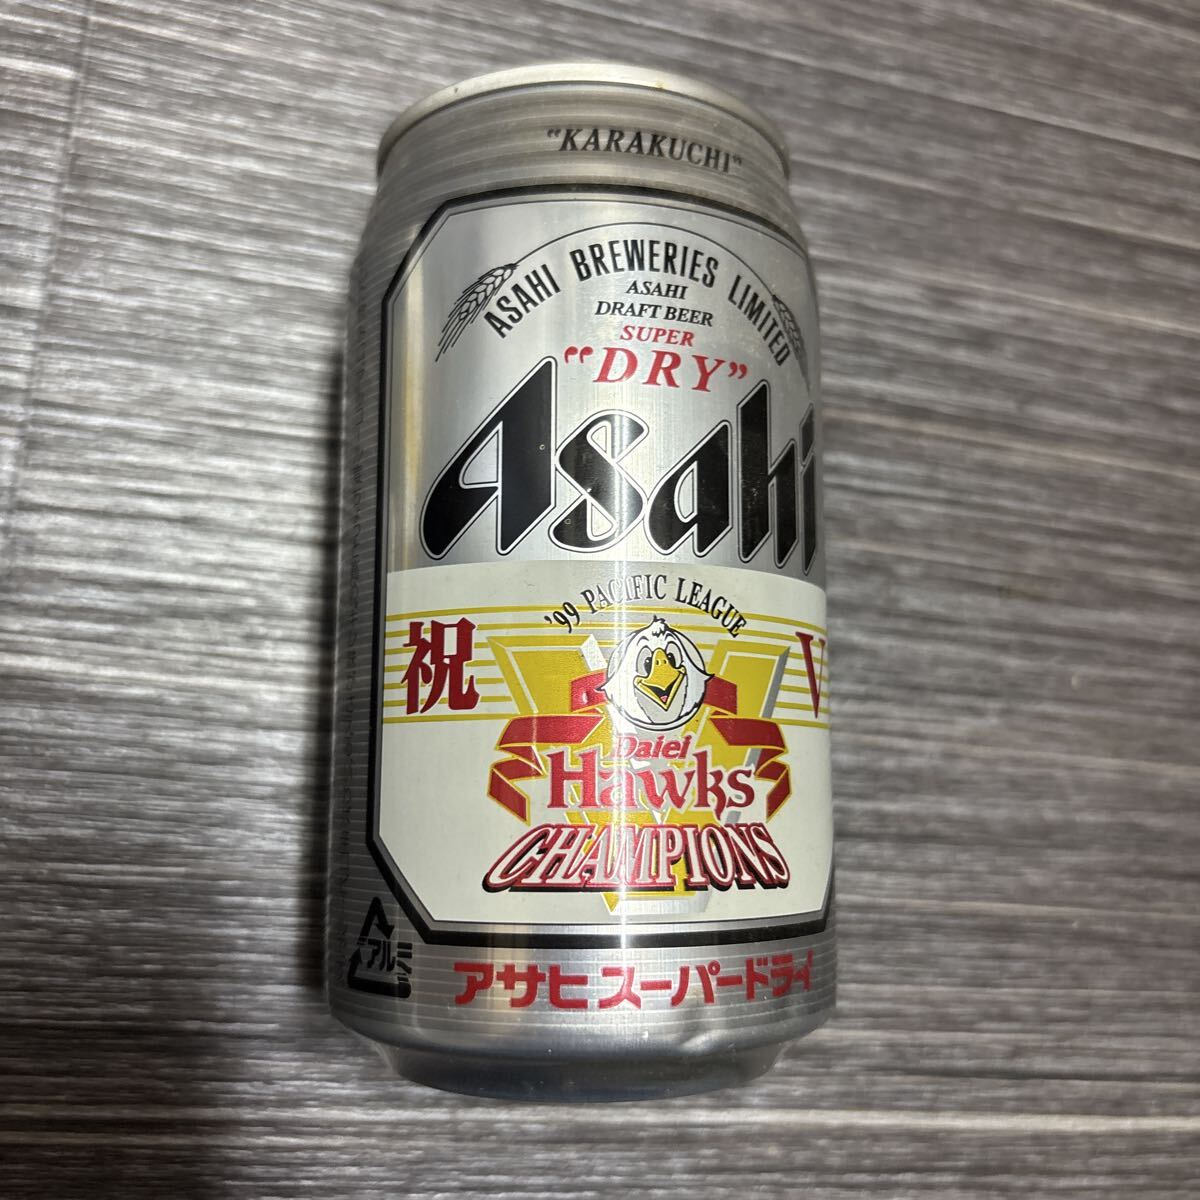 “KARAKUCHI”
ASAHI BREWERIES LIMITED
ASAHI
DRAFT BEER
SUPER
“DRY”
Asahi
'99 PACIFIC LEAGUE
祝 V
Daiei
Hawks
CHAMPIONS
アルミ
アサヒスーパードライ